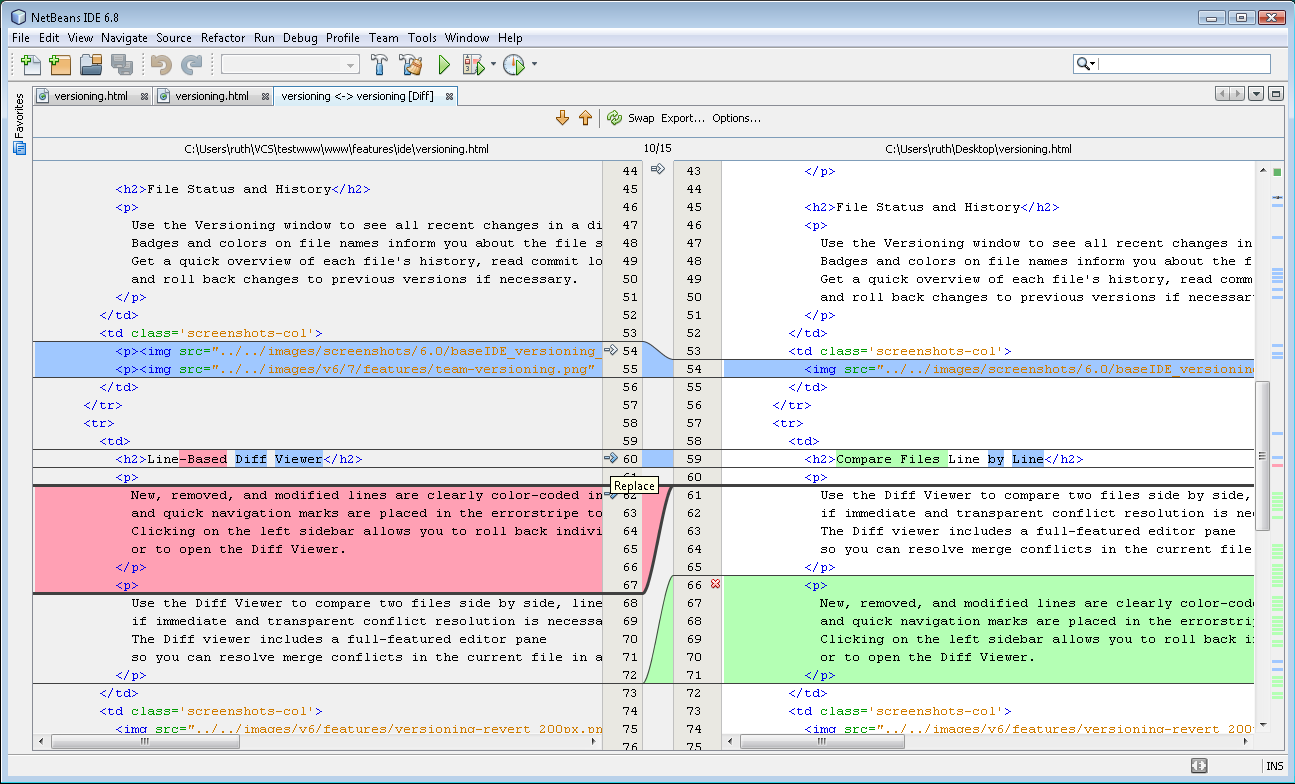 NetBeans IDE 6.8
File Edit View Navigate Source Refactor Run Debug Profile Team Tools Window Help
Favorites
versioning.html versioning.html versioning <-> versioning [Diff]
Swap Export... Options...
C:\Users\ruth\VCS\testwww\www\features\ide\versioning.html 10/15 C:\Users\ruth\Desktop\versioning.html
44
45 <h2>File Status and History</h2>
46 <p>
47 Use the Versioning window to see all recent changes in a di
48 Badges and colors on file names inform you about the file s
49 Get a quick overview of each file's history, read commit lo
50 and roll back changes to previous versions if necessary.
51 </p>
52 </td>
53 <td class='screenshots-col'>
54 <p><img src="../../images/screenshots/6.0/baseIDE_versioning_
55 <p><img src="../../images/v6/7/features/team-versioning.png"
56 </td>
57 </tr>
58 <tr>
59 <td>
60 <h2>Line-Based Diff Viewer</h2>
61 <p>
Replace
62 New, removed, and modified lines are clearly color-coded in
63 and quick navigation marks are placed in the errorstripe to
64 Clicking on the left sidebar allows you to roll back indivi
65 or to open the Diff Viewer.
66 </p>
67 <p>
68 Use the Diff Viewer to compare two files side by side, line
69 if immediate and transparent conflict resolution is necessa
70 The Diff viewer includes a full-featured editor pane
71 so you can resolve merge conflicts in the current file in a
72 </p>
73 </td>
74 <td class='screenshots-col'>
75 <img src="../../images/v6/features/versioning-revert_200px.pn
76
43 </p>
44
45 <h2>File Status and History</h2>
46 <p>
47 Use the Versioning window to see all recent changes in
48 Badges and colors on file names inform you about the f
49 Get a quick overview of each file's history, read comm
50 and roll back changes to previous versions if necessar
51 </p>
52 </td>
53 <td class='screenshots-col'>
54 <img src="../../images/screenshots/6.0/baseIDE_versionin
55 </td>
56 </tr>
57 <tr>
58 <td>
59 <h2>Compare Files Line by Line</h2>
60 <p>
61 Use the Diff Viewer to compare two files side by side,
62 if immediate and transparent conflict resolution is nec
63 The Diff viewer includes a full-featured editor pane
64 so you can resolve merge conflicts in the current file
65 </p>
66 <p>
67 New, removed, and modified lines are clearly color-cod
68 and quick navigation marks are placed in the errorstrip
69 Clicking on the left sidebar allows you to roll back i
70 or to open the Diff Viewer.
71 </p>
72 </td>
73 <td class='screenshots-col'>
74 <img src="../../images/v6/features/versioning-revert_200
75
INS